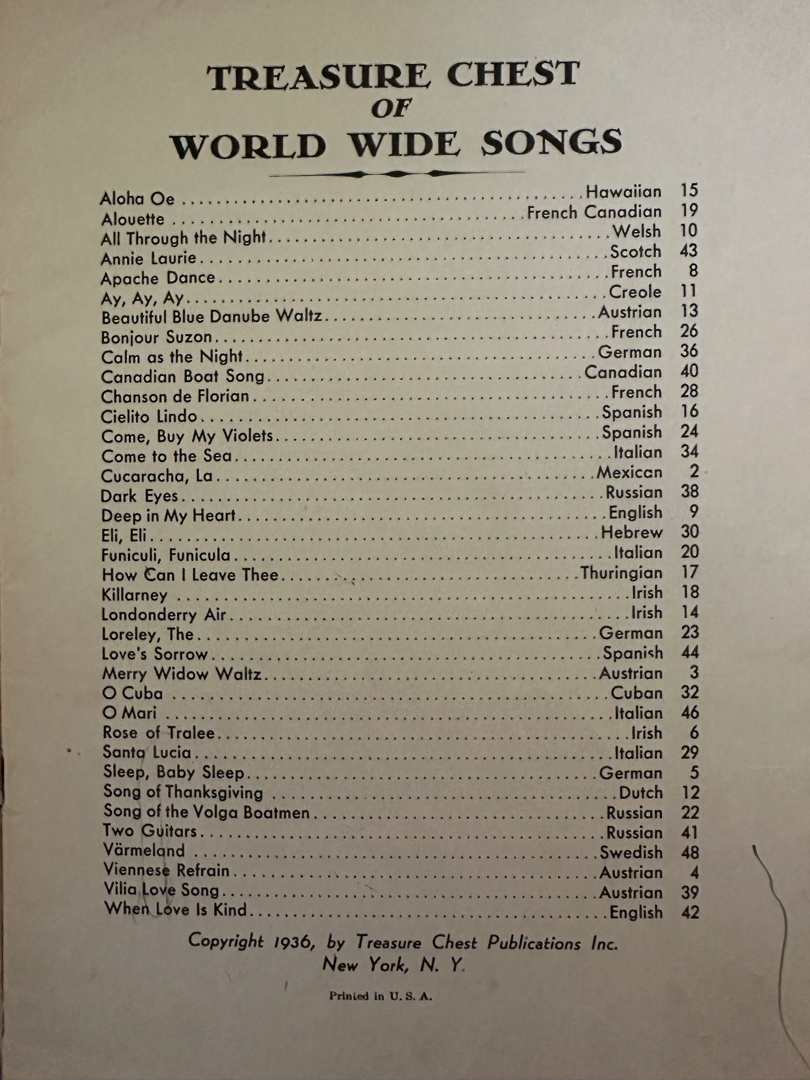 TREASURE CHEST
OF
WORLD WIDE SONGS
Aloha Oe ........................................ Hawaiian 15
Alouette ........................................ French Canadian 19
All Through the Night........................................ Welsh 10
Annie Laurie........................................ Scotch 43
Apache Dance........................................ French 8
Ay, Ay, Ay........................................ Creole 11
Beautiful Blue Danube Waltz........................................ Austrian 13
Bonjour Suzon........................................ French 26
Calm as the Night........................................ German 36
Canadian Boat Song........................................ Canadian 40
Chanson de Florian........................................ French 28
Cielito Lindo........................................ Spanish 16
Come, Buy My Violets........................................ Spanish 24
Come to the Sea........................................ Italian 34
Cucaracha, La........................................ Mexican 2
Dark Eyes........................................ Russian 38
Deep in My Heart........................................ English 9
Eli, Eli........................................ Hebrew 30
Funiculi, Funicula........................................ Italian 20
How Can I Leave Thee........................................ Thuringian 17
Killarney ........................................ Irish 18
Londonderry Air........................................ Irish 14
Loreley, The........................................ German 23
Love's Sorrow........................................ Spanish 44
Merry Widow Waltz........................................ Austrian 3
O Cuba ........................................ Cuban 32
O Mari ........................................ Italian 46
Rose of Tralee........................................ Irish 6
Santa Lucia........................................ Italian 29
Sleep, Baby Sleep........................................ German 5
Song of Thanksgiving ........................................ Dutch 12
Song of the Volga Boatmen........................................ Russian 22
Two Guitars........................................ Russian 41
Värmeland ........................................ Swedish 48
Viennese Refrain........................................ Austrian 4
Vilia Love Song........................................ Austrian 39
When Love Is Kind........................................ English 42
Copyright 1936, by Treasure Chest Publications Inc.
New York, N. Y.
Printed in U. S. A.